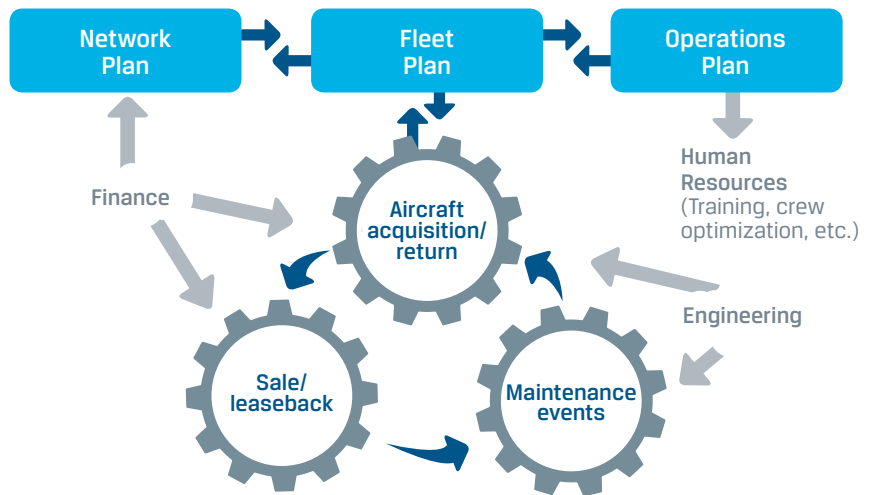 Network
Plan
Fleet
Plan
Operations
Plan
Finance
Human
Resources
(Training, crew
optimization, etc.)
Aircraft
acquisition/
return
Engineering
Sale/
leaseback
Maintenance
events